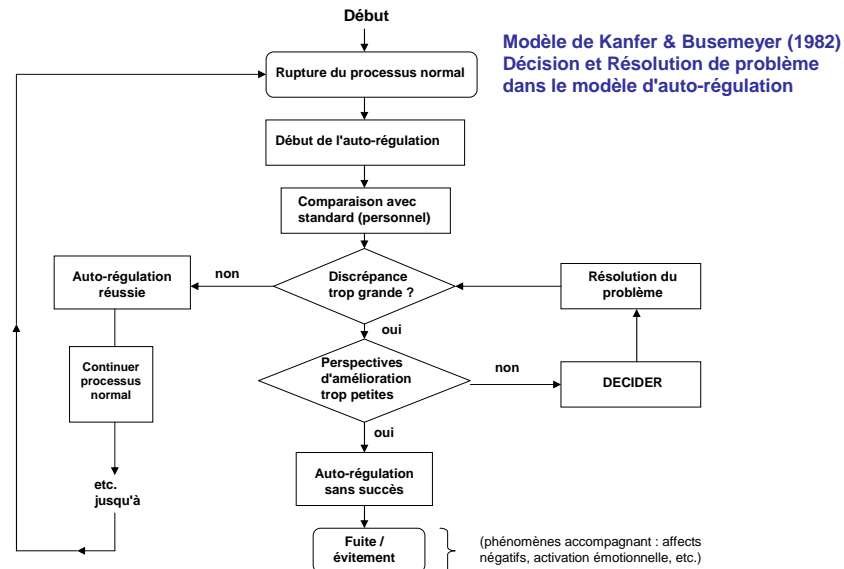 Début
Modèle de Kanfer & Busemeyer (1982)
Décision et Résolution de problème
dans le modèle d'auto-régulation
Rupture du processus normal
Début de l'auto-régulation
Comparaison avec
standard (personnel)
Discrépance
trop grande ?
non
Auto-régulation
réussie
Résolution du
problème
oui
Continuer
processus
normal
Perspectives
d'amélioration
trop petites
non
DECIDER
oui
etc.
jusqu'à
Auto-régulation
sans succès
Fuite /
évitement
(phénomènes accompagnant : affects
négatifs, activation émotionnelle, etc.)